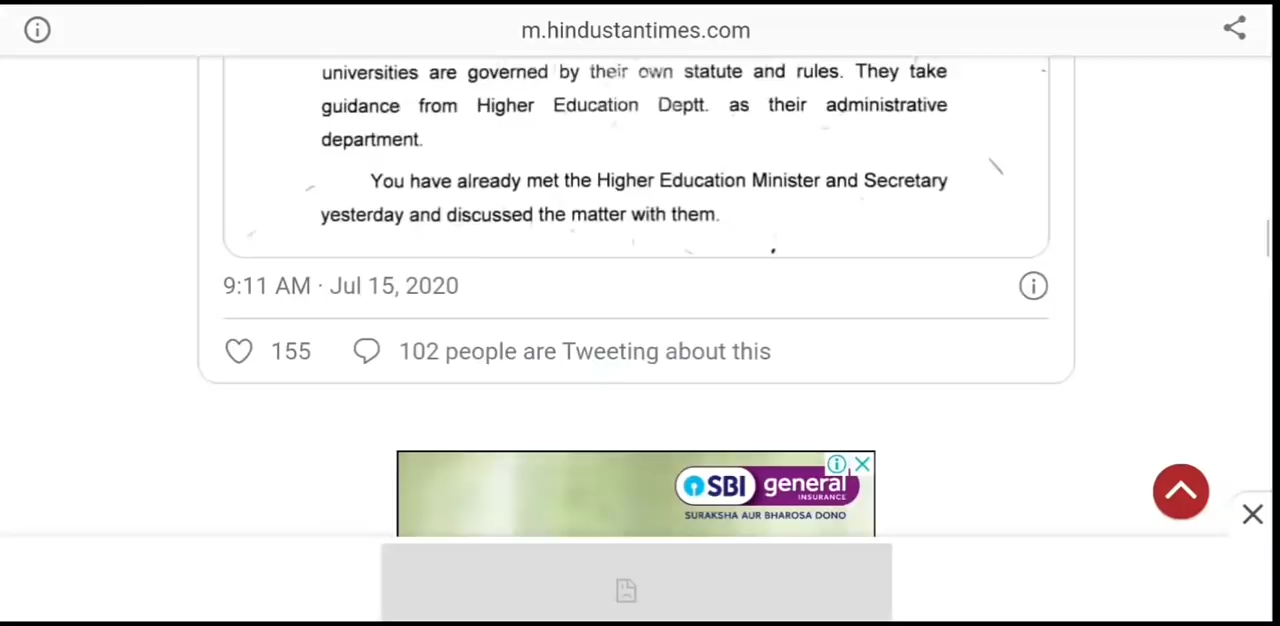 m.hindustantimes.com
universities are governed by their own statute and rules. They take
guidance from Higher Education Deptt. as their administrative
department.
You have already met the Higher Education Minister and Secretary
yesterday and discussed the matter with them.
9:11 AM · Jul 15, 2020
155 102 people are Tweeting about this
SBI general
INSURANCE
SURAKSHA AUR BHAROSA DONO